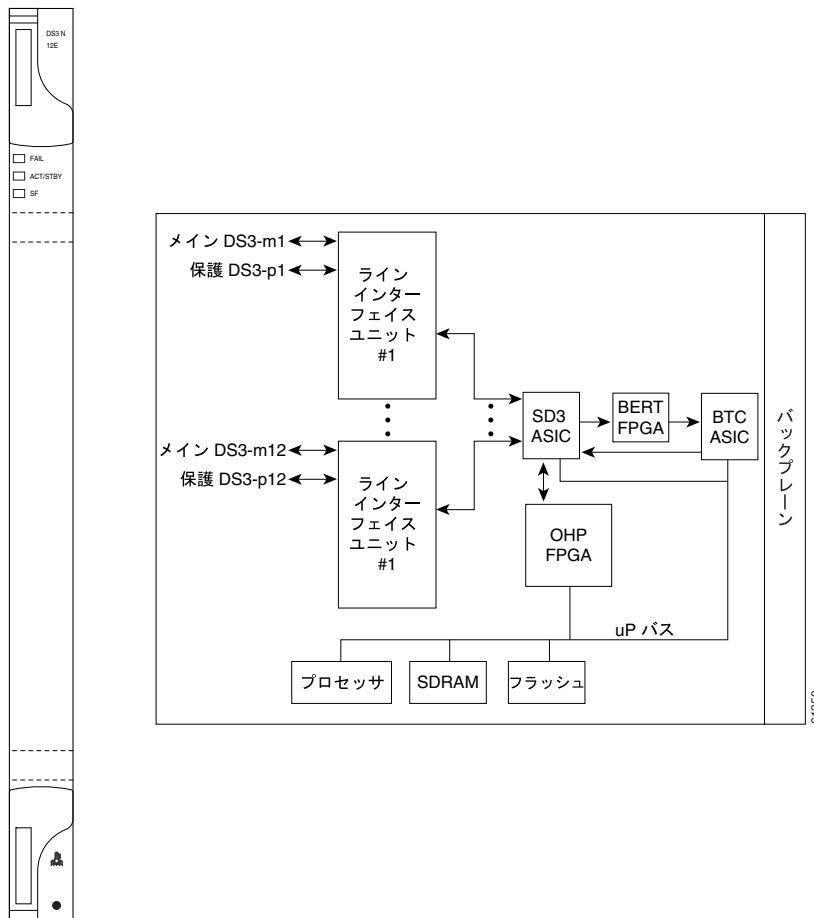 DS3 N
12E
FAIL
ACT/STBY
SF
メイン DS3-m1
保護 DS3-p1
ライン
インター
フェイス
ユニット
#1
メイン DS3-m12
保護 DS3-p12
ライン
インター
フェイス
ユニット
#1
SD3
ASIC
BERT
FPGA
BTC
ASIC
OHP
FPGA
uP バス
プロセッサ
SDRAM
フラッシュ
バックプレーン